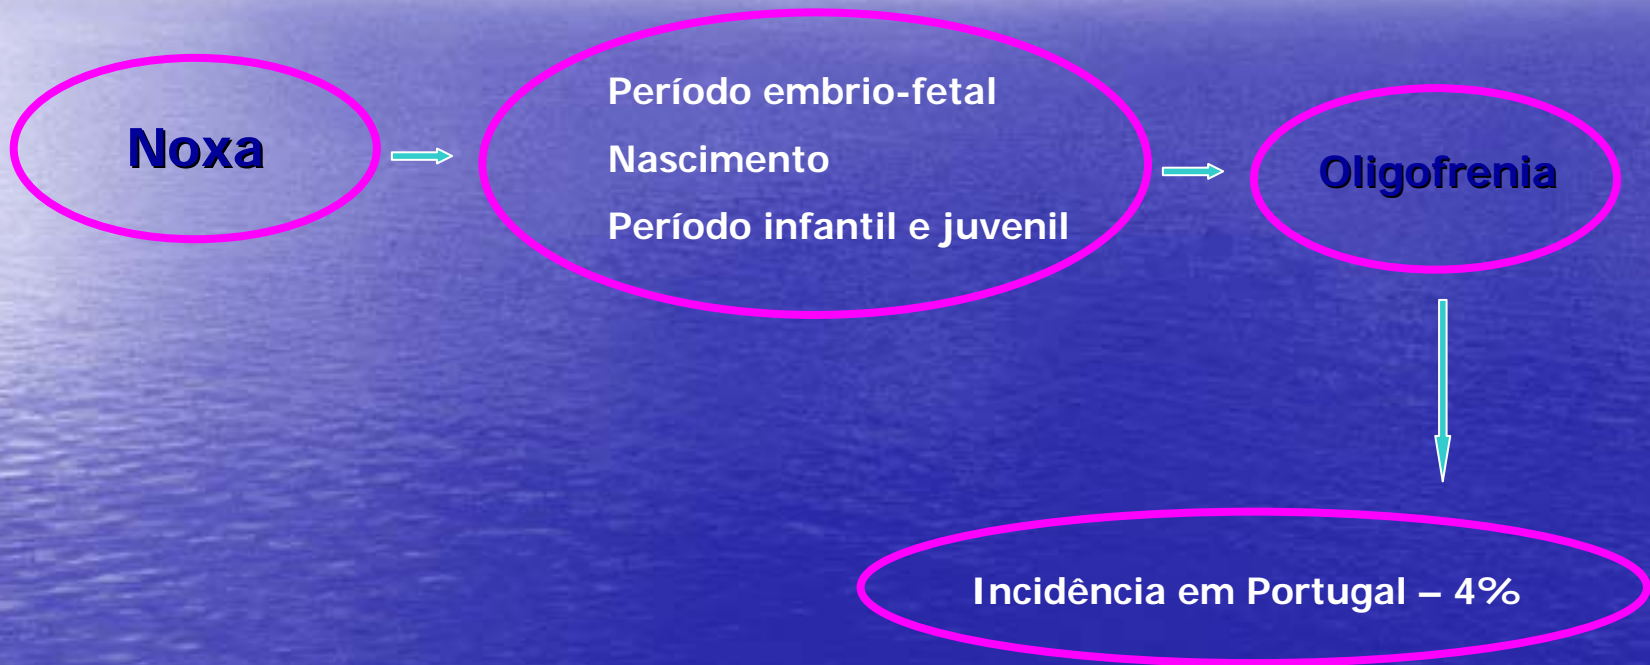 Noxa
Período embrio-fetal
Nascimento
Período infantil e juvenil
Oligofrenia
Incidência em Portugal – 4%